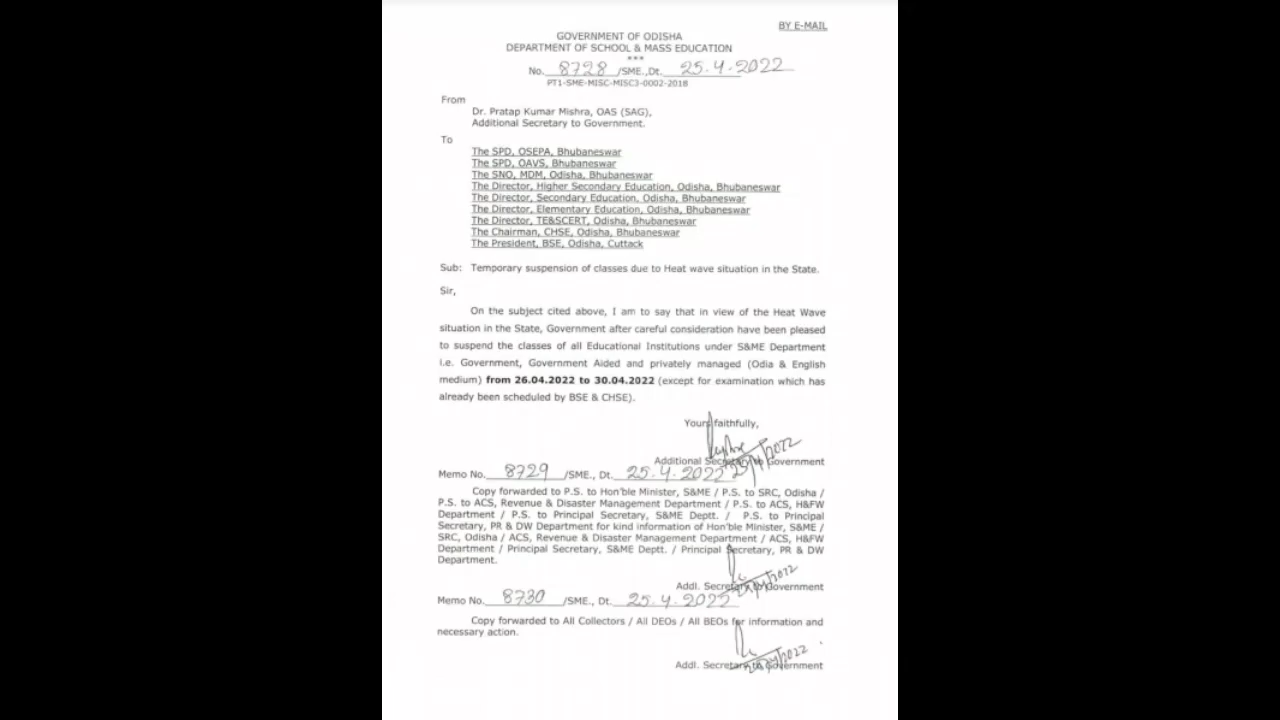 BY E-MAIL
GOVERNMENT OF ODISHA
DEPARTMENT OF SCHOOL & MASS EDUCATION
***
No. 8728 /SME.,Dt. 25.4.2022
PT1-SME-MISC-MISC3-0002-2018
From
Dr. Pratap Kumar Mishra, OAS (SAG),
Additional Secretary to Government.
To
The SPD, OSEPA, Bhubaneswar
The SPD, OAVS, Bhubaneswar
The SNO, MDM, Odisha, Bhubaneswar
The Director, Higher Secondary Education, Odisha, Bhubaneswar
The Director, Secondary Education, Odisha, Bhubaneswar
The Director, Elementary Education, Odisha, Bhubaneswar
The Director, TE&SCERT, Odisha, Bhubaneswar
The Chairman, CHSE, Odisha, Bhubaneswar
The President, BSE, Odisha, Cuttack
Sub: Temporary suspension of classes due to Heat wave situation in the State.
Sir,
On the subject cited above, I am to say that in view of the Heat Wave
situation in the State, Government after careful consideration have been pleased
to suspend the classes of all Educational Institutions under S&ME Department
i.e. Government, Government Aided and privately managed (Odia & English
medium) from 26.04.2022 to 30.04.2022 (except for examination which has
already been scheduled by BSE & CHSE).
Yours faithfully,
25/4/2022
Additional Secretary to Government
Memo No. 8729 /SME., Dt. 25.4.2022
Copy forwarded to P.S. to Hon'ble Minister, S&ME / P.S. to SRC, Odisha /
P.S. to ACS, Revenue & Disaster Management Department / P.S. to ACS, H&FW
Department / P.S. to Principal Secretary, S&ME Deptt. / P.S. to Principal
Secretary, PR & DW Department for kind information of Hon'ble Minister, S&ME /
SRC, Odisha / ACS, Revenue & Disaster Management Department / ACS, H&FW
Department / Principal Secretary, S&ME Deptt. / Principal Secretary, PR & DW
Department.
25/4/2022
Addl. Secretary to Government
Memo No. 8730 /SME., Dt. 25.4.2022
Copy forwarded to All Collectors / All DEOs / All BEOs for information and
necessary action.
25/4/2022
Addl. Secretary to Government